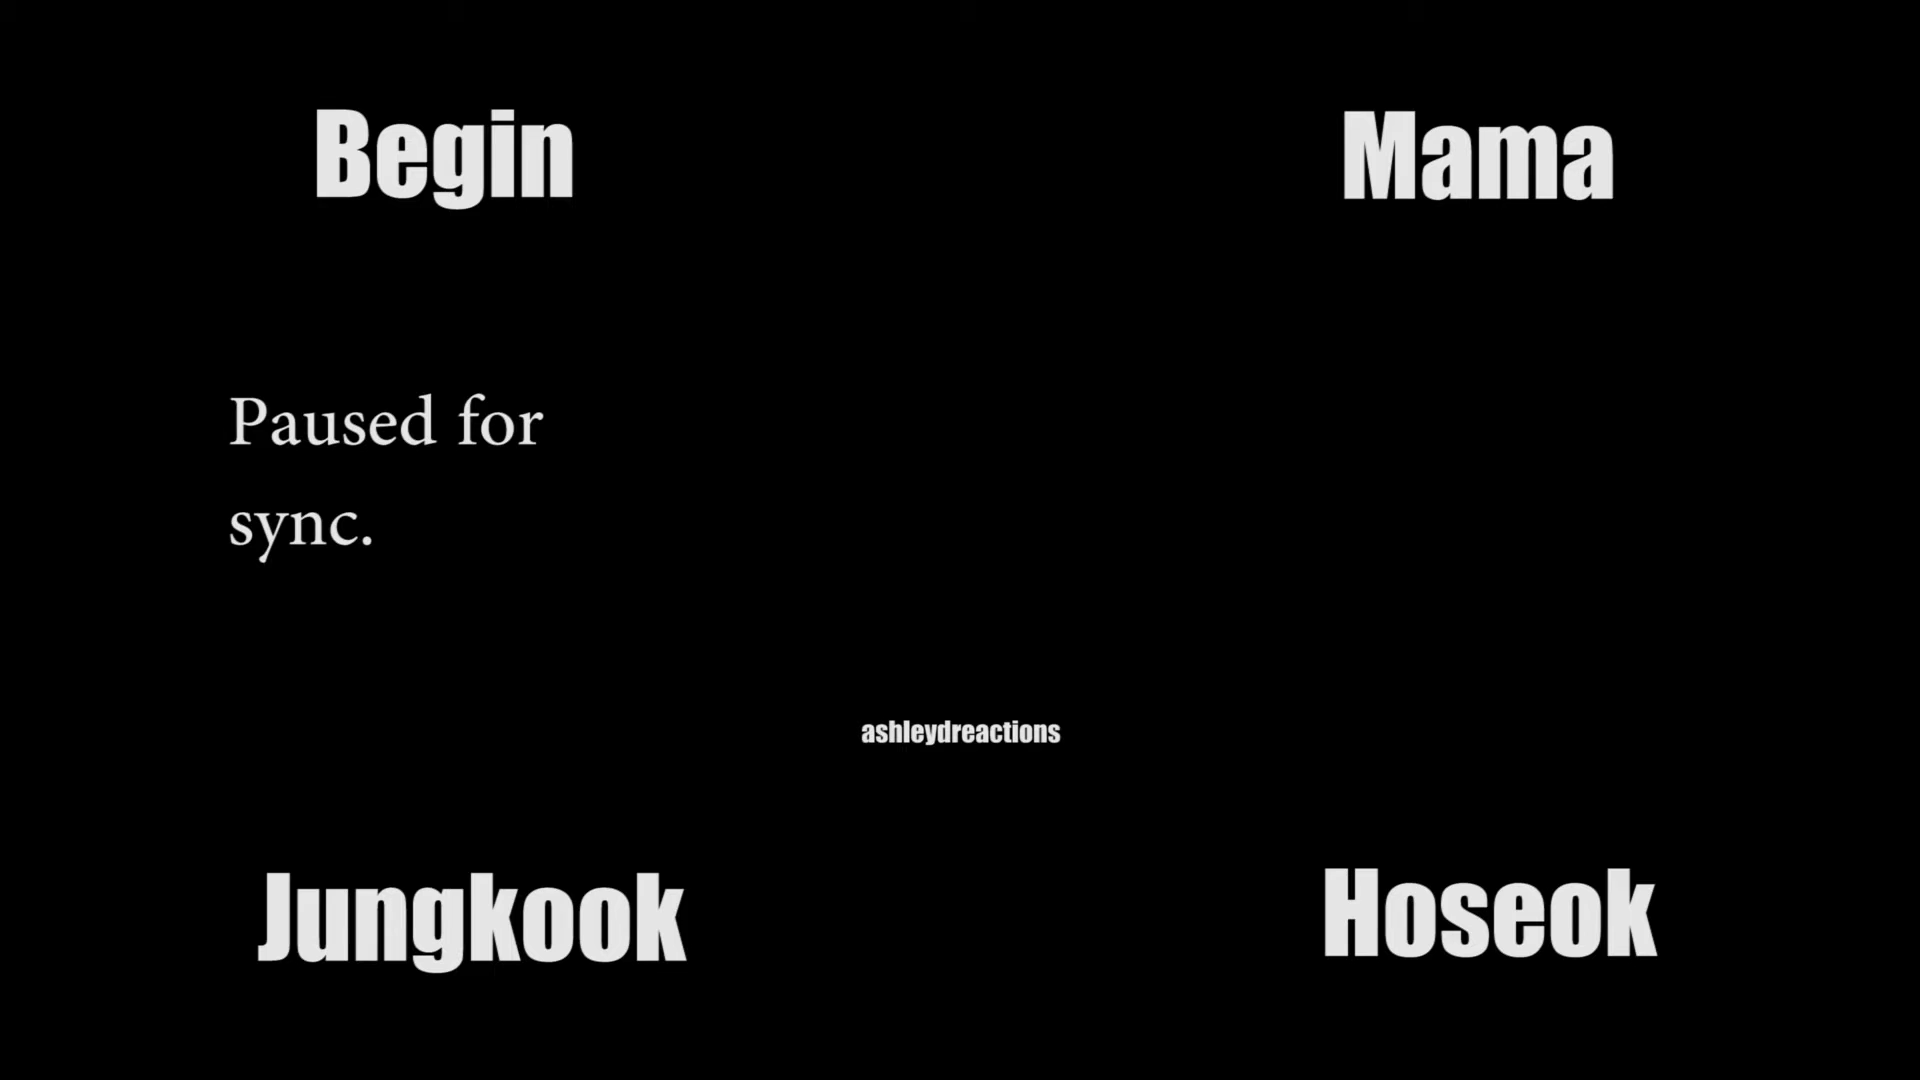 Begin
Mama
Paused for
sync.
ashleydreactions
Jungkook
Hoseok